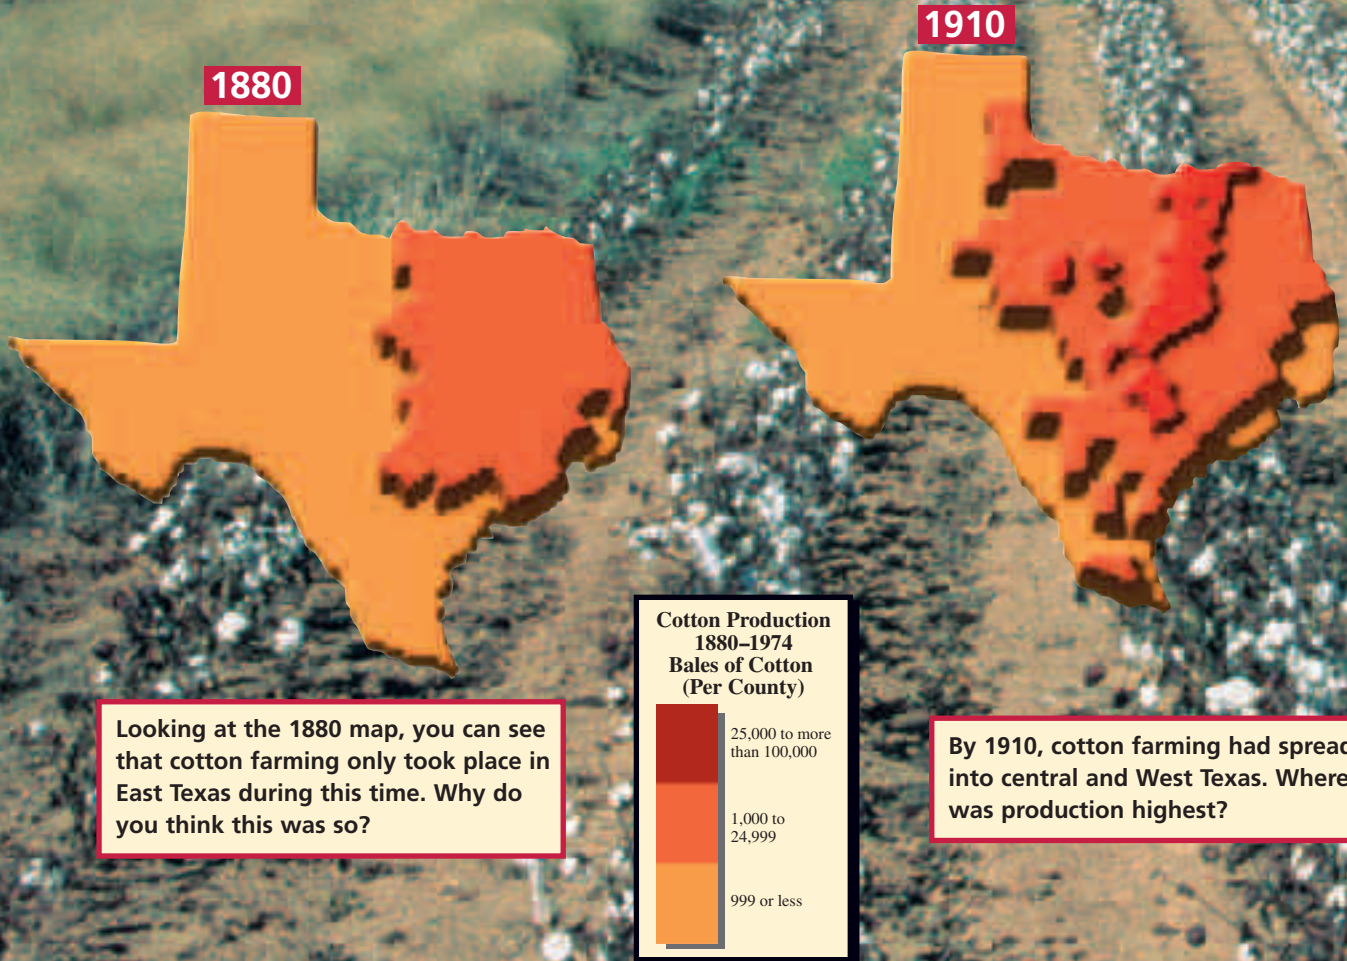 1880
1910
Cotton Production
1880–1974
Bales of Cotton
(Per County)
25,000 to more
than 100,000
1,000 to
24,999
999 or less
Looking at the 1880 map, you can see
that cotton farming only took place in
East Texas during this time. Why do
you think this was so?
By 1910, cotton farming had spread
into central and West Texas. Where
was production highest?